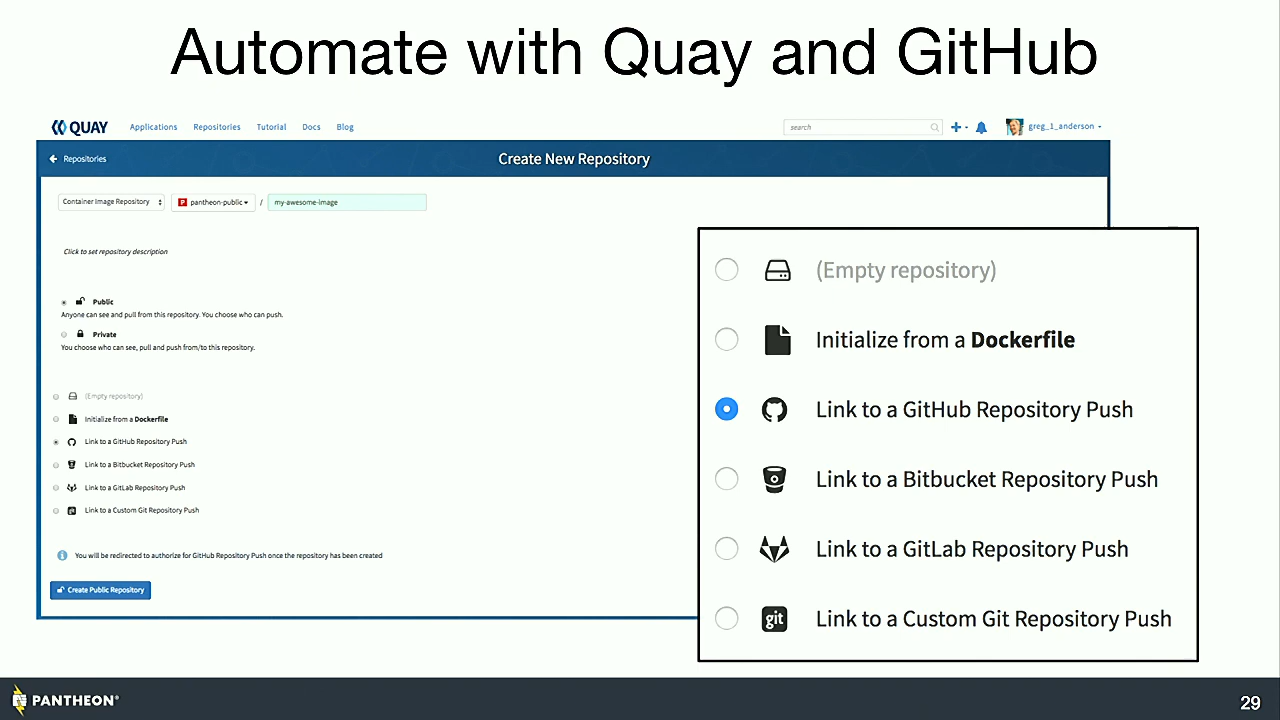 Automate with Quay and GitHub
QUAY Applications Repositories Tutorial Docs Blog search greg_1_anderson
Repositories Create New Repository
Container Image Repository P pantheon-public / my-awesome-image
Click to set repository description
Public
Anyone can see and pull from this repository. You choose who can push.
Private
You choose who can see, pull and push from/to this repository.
(Empty repository)
Initialize from a Dockerfile
Link to a GitHub Repository Push
Link to a Bitbucket Repository Push
Link to a GitLab Repository Push
Link to a Custom Git Repository Push
You will be redirected to authorize for GitHub Repository Push once the repository has been created
Create Public Repository
(Empty repository)
Initialize from a Dockerfile
Link to a GitHub Repository Push
Link to a Bitbucket Repository Push
Link to a GitLab Repository Push
git Link to a Custom Git Repository Push
PANTHEON® 29